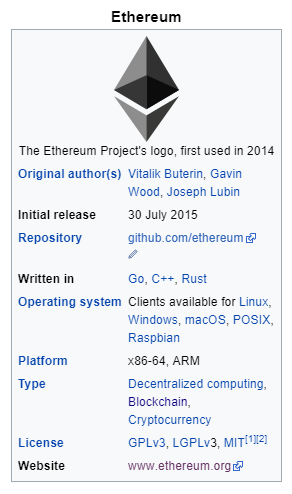 Ethereum
The Ethereum Project's logo, first used in 2014
Original author(s) Vitalik Buterin, Gavin
Wood, Joseph Lubin
Initial release 30 July 2015
Repository github.com/ethereum
Written in Go, C++, Rust
Operating system Clients available for Linux,
Windows, macOS, POSIX,
Raspbian
Platform x86-64, ARM
Type Decentralized computing,
Blockchain,
Cryptocurrency
License GPLv3, LGPLv3, MIT[1][2]
Website www.ethereum.org